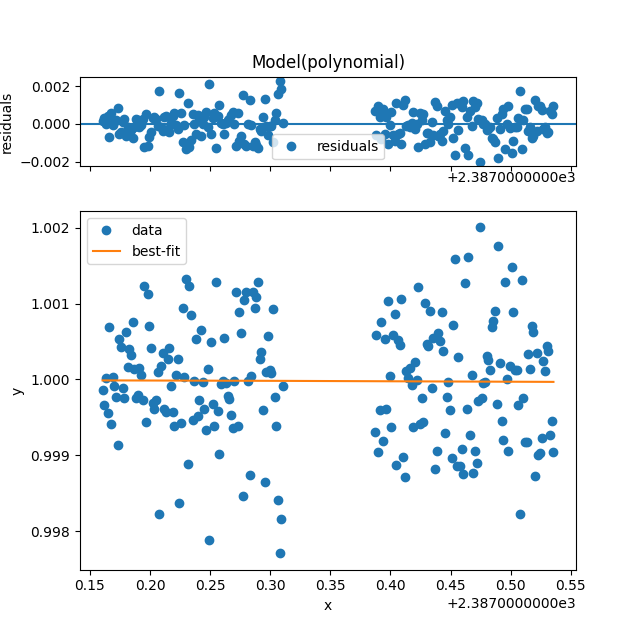 Model(polynomial)
residuals
0.002
0.000
−0.002
residuals
+2.3870000000e3
y
1.002
1.001
1.000
0.999
0.998
data
best-fit
0.15 0.20 0.25 0.30 0.35 0.40 0.45 0.50 0.55
x
+2.3870000000e3